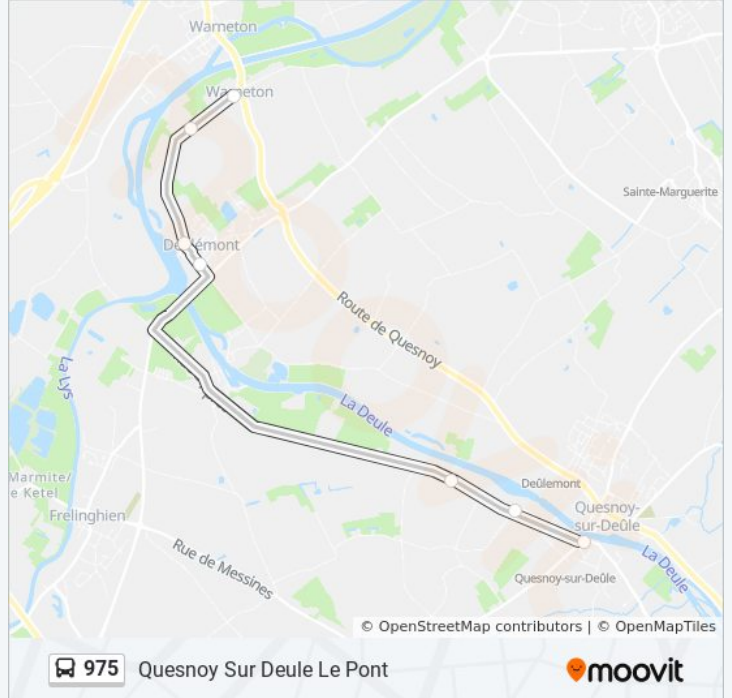 Warneton
Warneton
Sainte-Marguerite
Deûlémont
Route de Quesnoy
La Lys
La Deule
Marmite/
e Ketel
Deûlemont
Quesnoy-
sur-Deûle
Frelinghien
Rue de Messines
La Deule
Quesnoy-sur-Deûle
© OpenStreetMap contributors | © OpenMapTiles
975 Quesnoy Sur Deule Le Pont
moovit